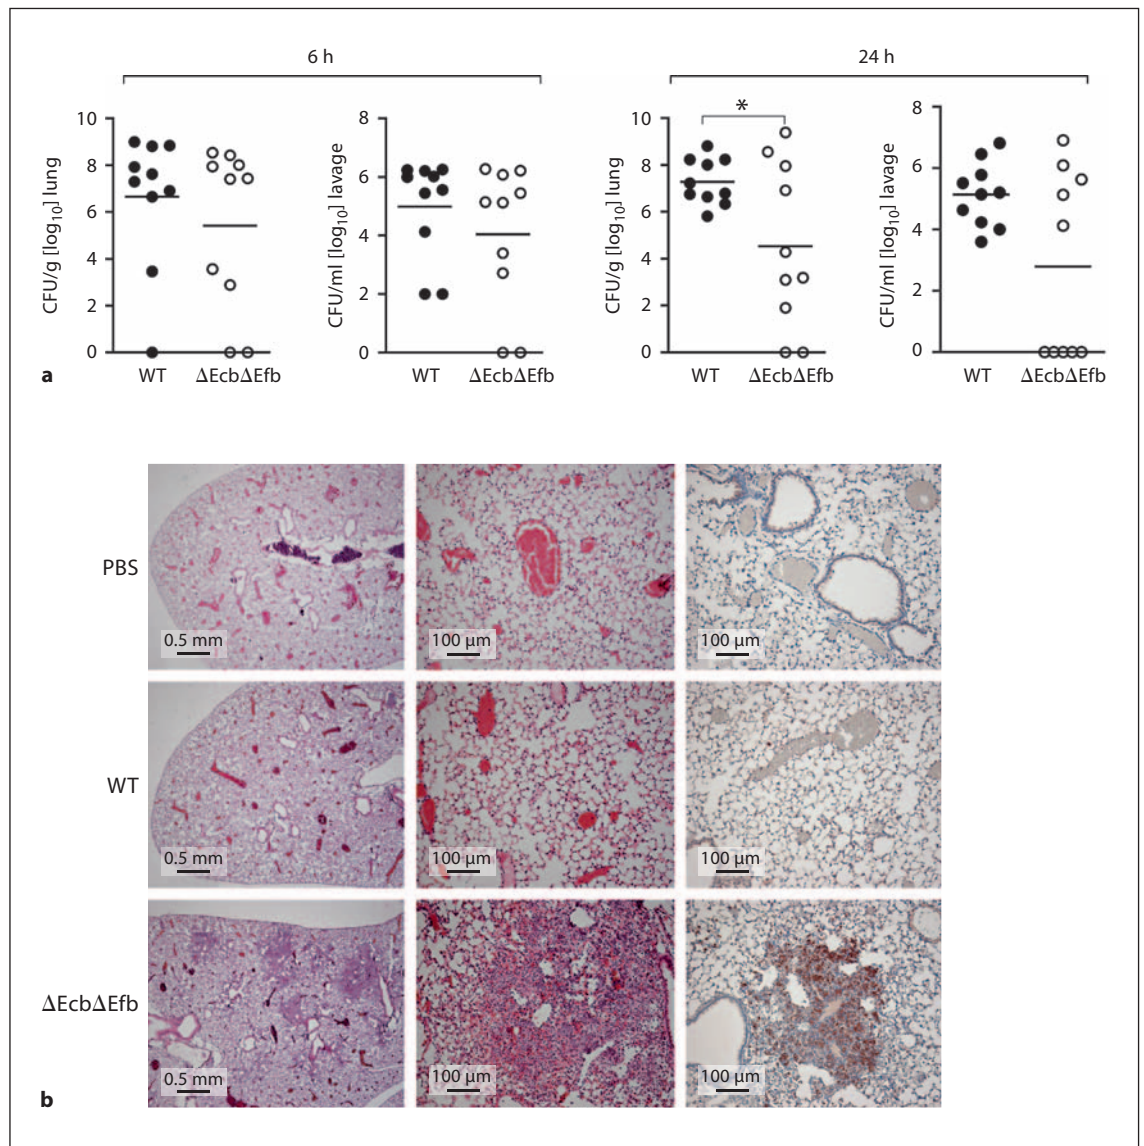 6 h
24 h
*
CFU/g [log10] lung
10
8
6
4
2
0
WT
ΔEcbΔEfb
CFU/ml [log10] lavage
8
6
4
2
0
WT
ΔEcbΔEfb
CFU/g [log10] lung
10
8
6
4
2
0
WT
ΔEcbΔEfb
CFU/ml [log10] lavage
8
6
4
2
0
WT
ΔEcbΔEfb
a
PBS
0.5 mm
100 μm
100 μm
WT
0.5 mm
100 μm
100 μm
ΔEcbΔEfb
0.5 mm
100 μm
100 μm
b